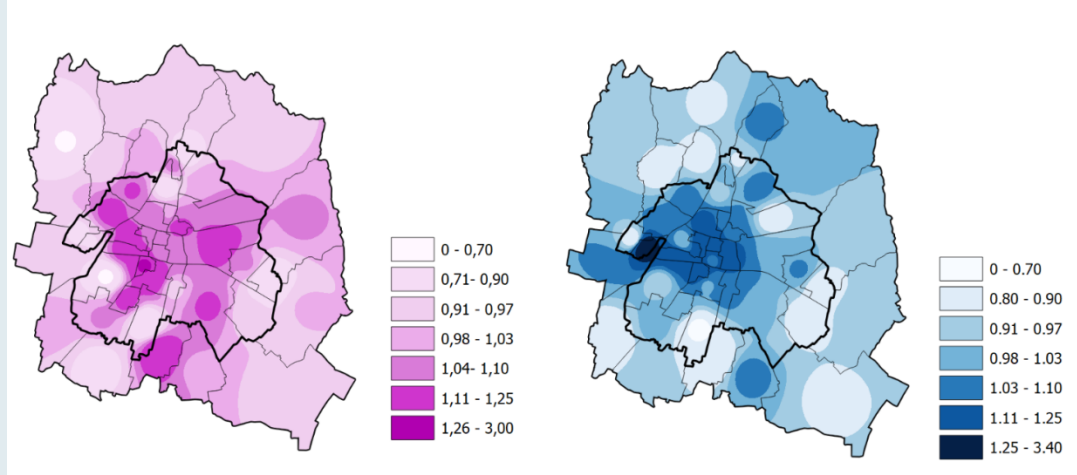 0 - 0,70
0,71- 0,90
0,91 - 0,97
0,98 - 1,03
1,04- 1,10
1,11 - 1,25
1,26 - 3,00
0 - 0.70
0.80 - 0.90
0.91 - 0.97
0.98 - 1.03
1.03 - 1.10
1.11 - 1.25
1.25 - 3.40